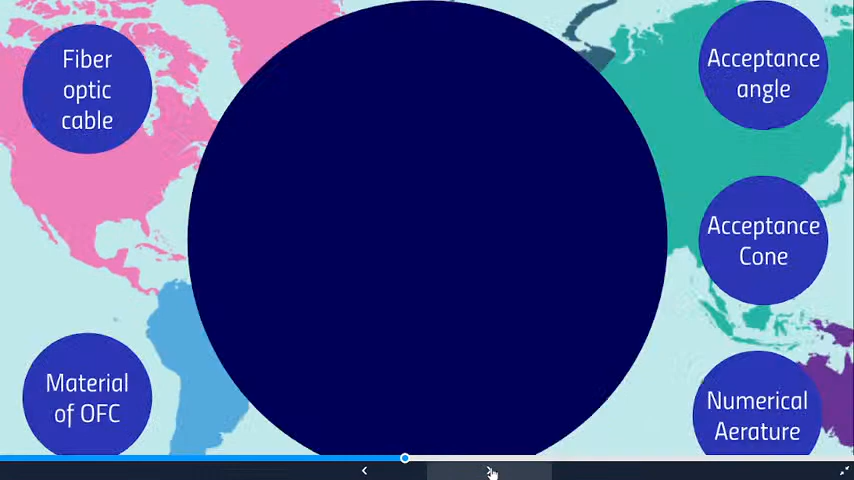 Fiber
optic
cable
Material
of OFC
Acceptance
angle
Acceptance
Cone
Numerical
Aerature